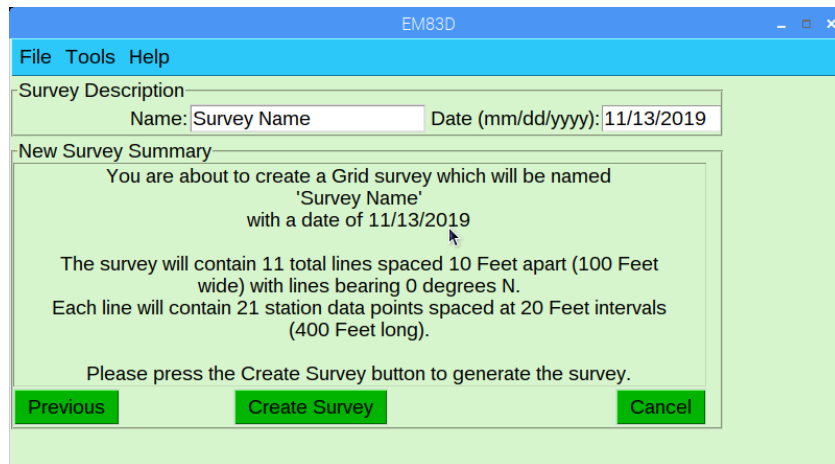 EM83D
File Tools Help
Survey Description
Name: Survey Name Date (mm/dd/yyyy): 11/13/2019
New Survey Summary
You are about to create a Grid survey which will be named
'Survey Name'
with a date of 11/13/2019
The survey will contain 11 total lines spaced 10 Feet apart (100 Feet
wide) with lines bearing 0 degrees N.
Each line will contain 21 station data points spaced at 20 Feet intervals
(400 Feet long).
Please press the Create Survey button to generate the survey.
Previous Create Survey Cancel